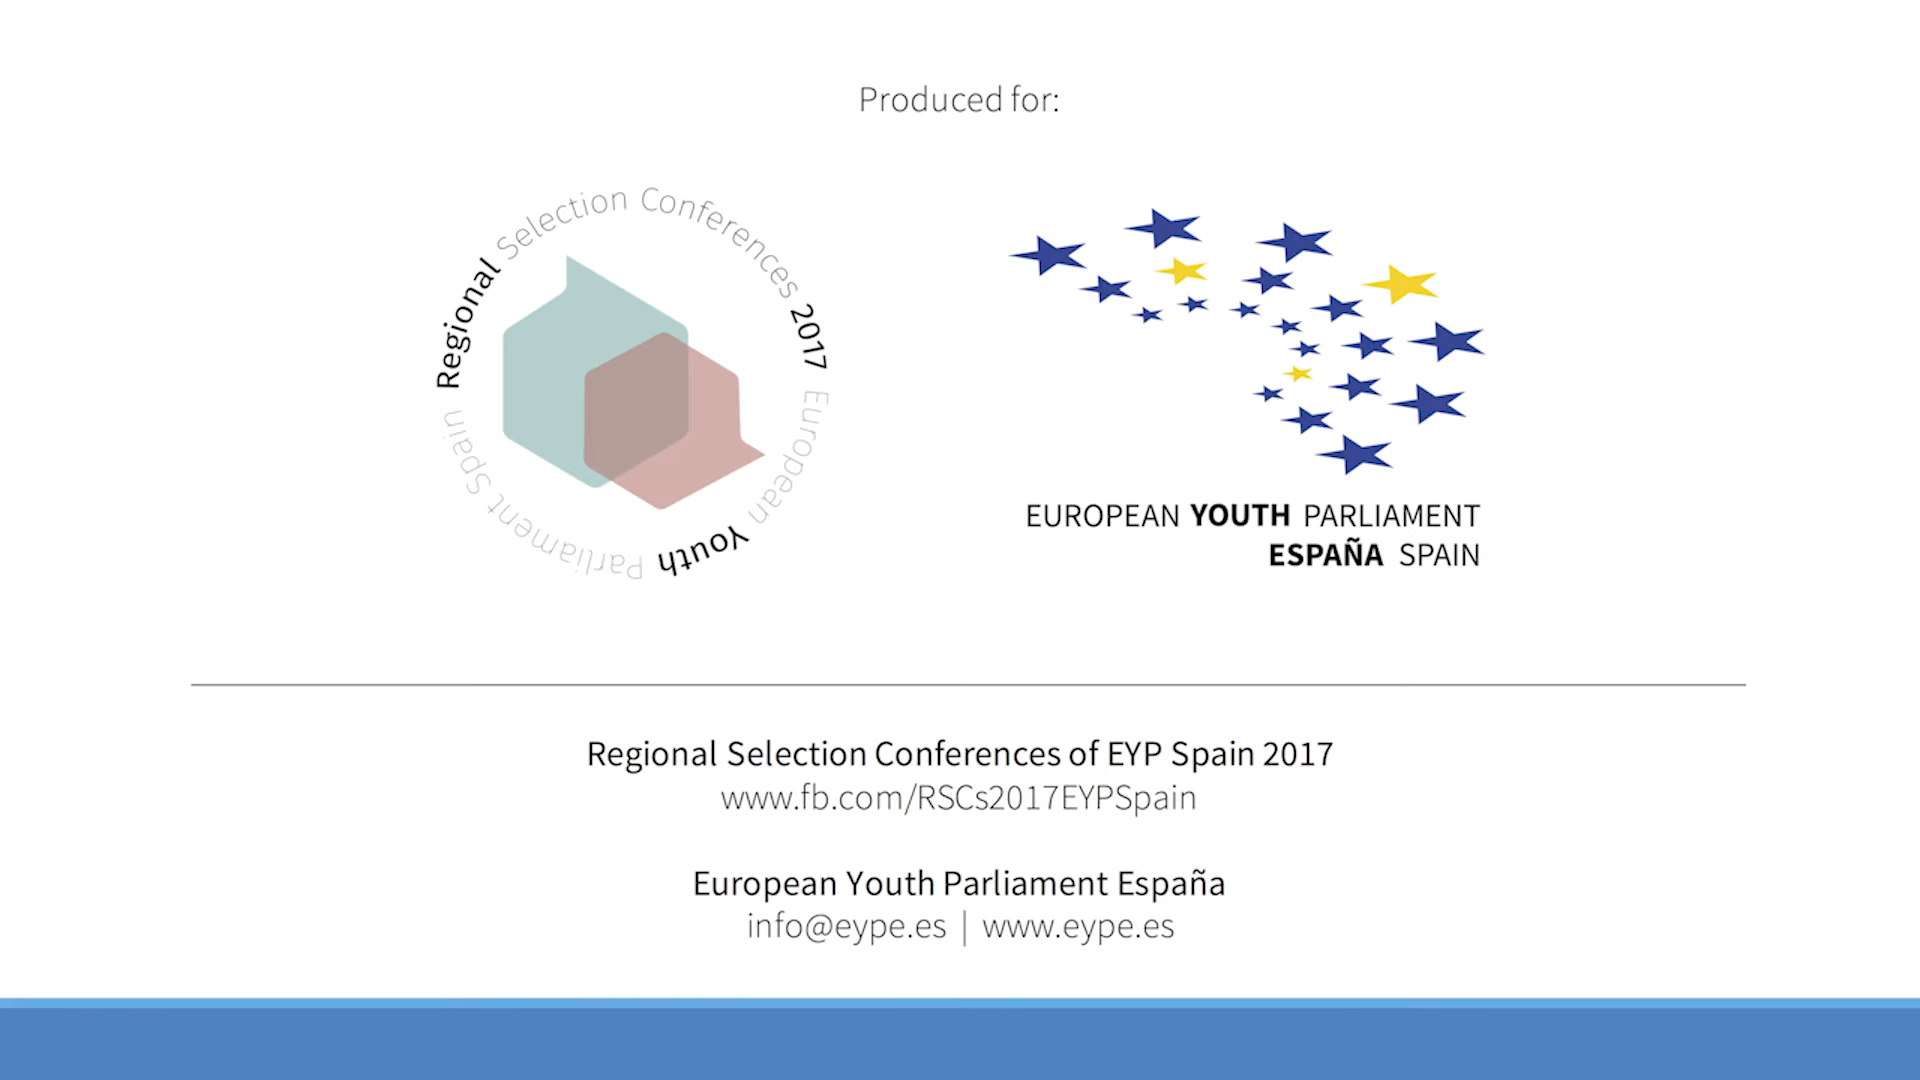 Produced for:
Regional Selection Conferences 2017
European Youth Parliament Spain
EUROPEAN YOUTH PARLIAMENT
ESPAÑA SPAIN
Regional Selection Conferences of EYP Spain 2017
www.fb.com/RSCs2017EYPSpain
European Youth Parliament España
info@eype.es | www.eype.es